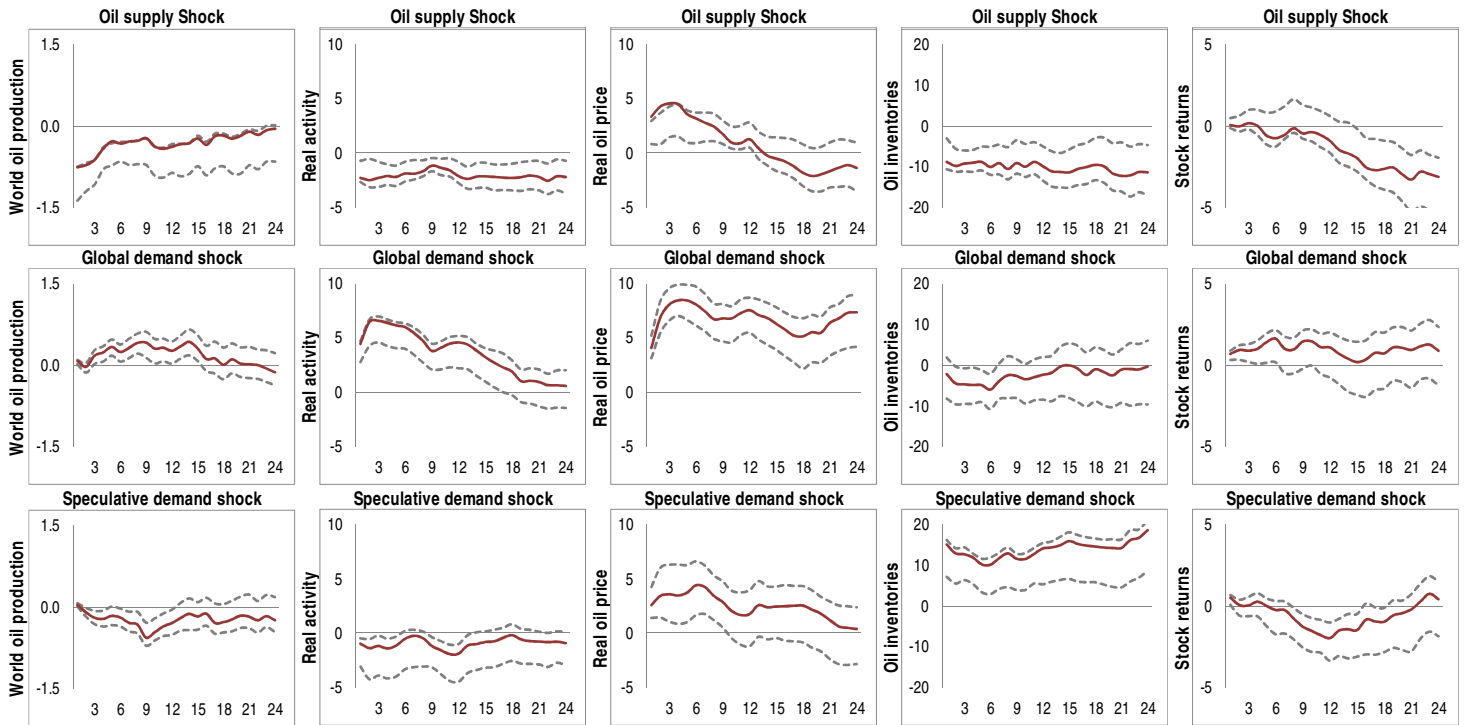 Oil supply Shock
World oil production
1.5
0.0
-1.5
3 6 9 12 15 18 21 24
Oil supply Shock
Real activity
10
5
0
-5
3 6 9 12 15 18 21 24
Oil supply Shock
Real oil price
10
5
0
-5
3 6 9 12 15 18 21 24
Oil supply Shock
Oil inventories
20
10
0
-10
-20
3 6 9 12 15 18 21 24
Oil supply Shock
Stock returns
5
0
-5
3 6 9 12 15 18 21 24
Global demand shock
World oil production
1.5
0.0
-1.5
3 6 9 12 15 18 21 24
Global demand shock
Real activity
10
5
0
-5
3 6 9 12 15 18 21 24
Global demand shock
Real oil price
10
5
0
-5
3 6 9 12 15 18 21 24
Global demand shock
Oil inventories
20
10
0
-10
-20
3 6 9 12 15 18 21 24
Global demand shock
Stock returns
5
0
-5
3 6 9 12 15 18 21 24
Speculative demand shock
World oil production
1.5
0.0
-1.5
3 6 9 12 15 18 21 24
Speculative demand shock
Real activity
10
5
0
-5
3 6 9 12 15 18 21 24
Speculative demand shock
Real oil price
10
5
0
-5
3 6 9 12 15 18 21 24
Speculative demand shock
Oil inventories
20
10
0
-10
-20
3 6 9 12 15 18 21 24
Speculative demand shock
Stock returns
5
0
-5
3 6 9 12 15 18 21 24